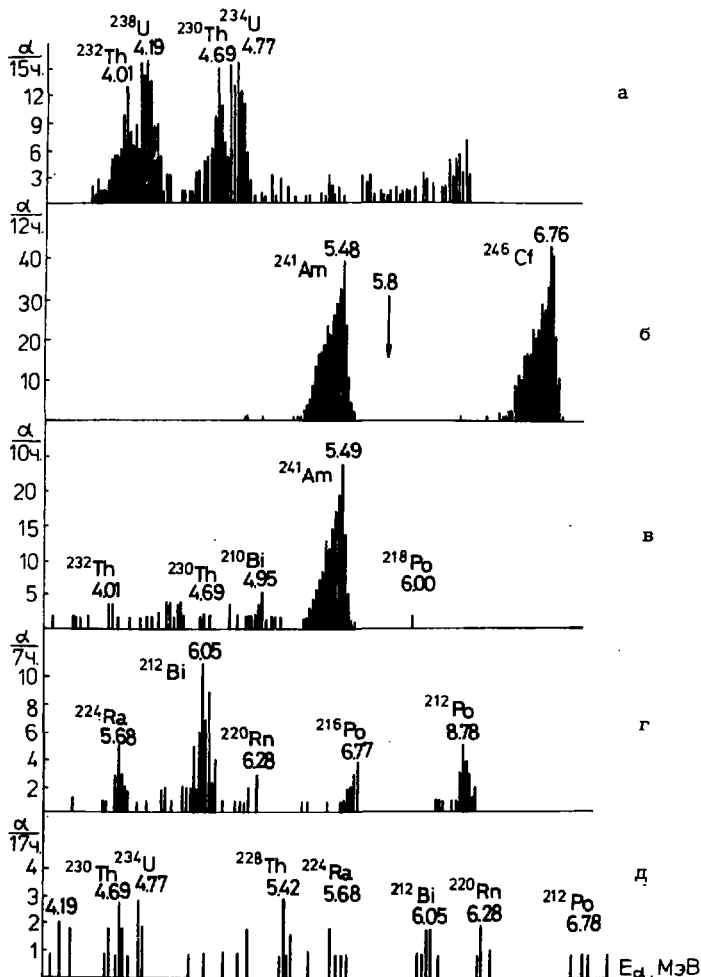 α/15ч.
12
9
6
3
²³²Th
4.01
²³⁸U
4.19
²³⁰Th
4.69
²³⁴U
4.77
а
α/12ч.
40
30
20
10
²⁴¹Am
5.48
5.8
²⁴⁶Cf
6.76
б
α/10ч.
20
15
10
5
²³²Th
4.01
²³⁰Th
4.69
²¹⁰Bi
4.95
²⁴¹Am
5.49
²¹⁸Po
6.00
в
α/7ч.
10
8
6
4
2
²²⁴Ra
5.68
²¹²Bi
6.05
²²⁰Rn
6.28
²¹⁶Po
6.77
²¹²Po
8.78
г
α/17ч.
4
3
2
1
4.19
²³⁰Th
4.69
²³⁴U
4.77
²²⁸Th
5.42
²²⁴Ra
5.68
²¹²Bi
6.05
²²⁰Rn
6.28
²¹²Po
6.78
д
Eα, МэВ